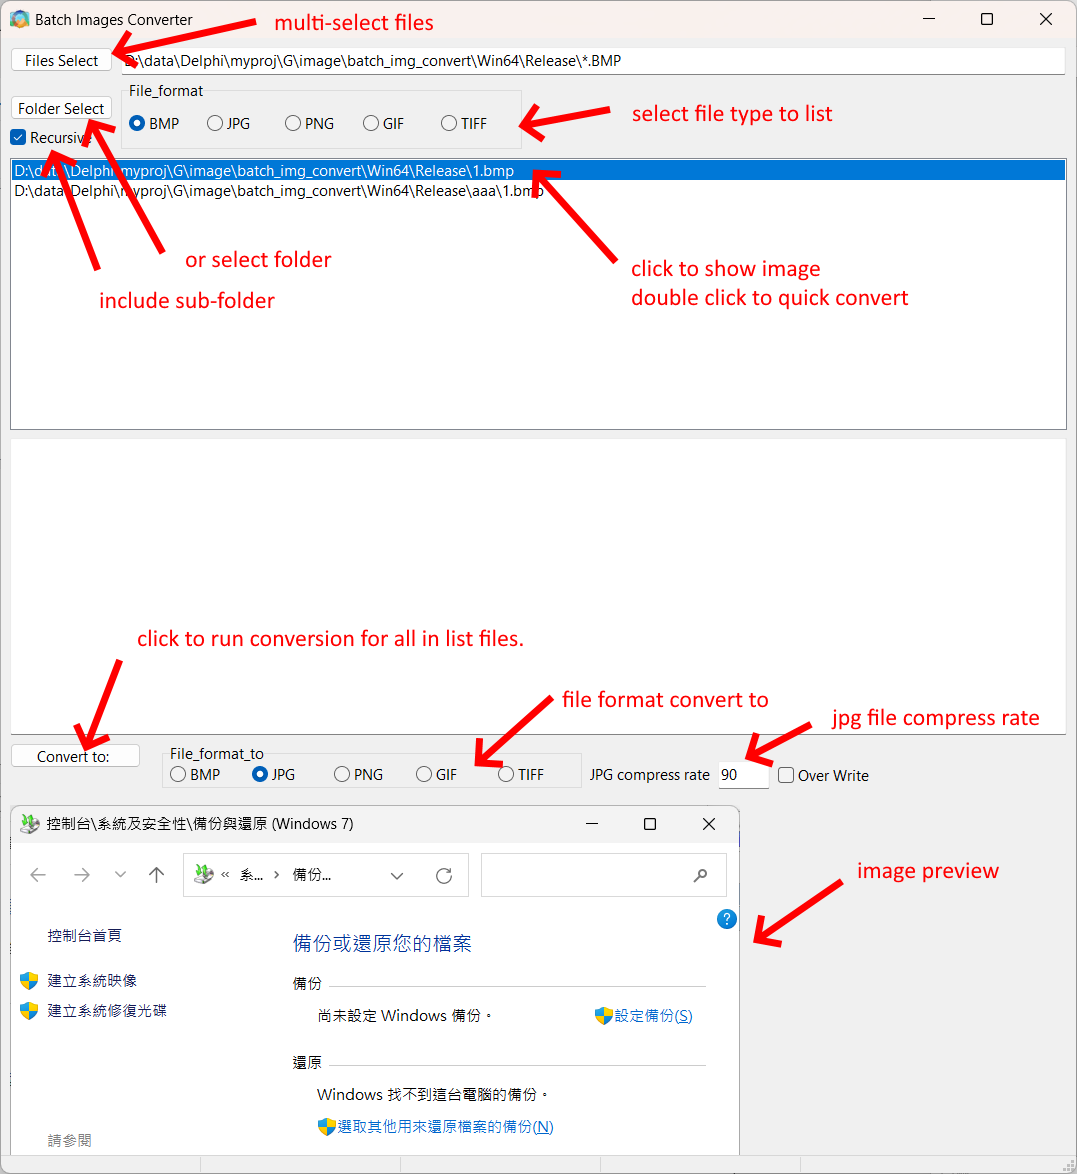 Batch Images Converter
multi-select files
Files Select
D:\data\Delphi\myproj\G\image\batch_img_convert\Win64\Release\*.BMP
File_format
Folder Select
BMP JPG PNG GIF TIFF
select file type to list
Recursive
D:\data\Delphi\myproj\G\image\batch_img_convert\Win64\Release\1.bmp
D:\data\Delphi\myproj\G\image\batch_img_convert\Win64\Release\aaa\1.bmp
or select folder
click to show image
include sub-folder
double click to quick convert
click to run conversion for all in list files.
file format convert to
jpg file compress rate
Convert to:
File_format_to
BMP JPG PNG GIF TIFF
JPG compress rate 90 Over Write
控制台\系統及安全性\備份與還原 (Windows 7)
« 系... › 備份...
image preview
?
控制台首頁
備份或還原您的檔案
建立系統映像
備份
建立系統修復光碟
尚未設定 Windows 備份。
設定備份(S)
還原
Windows 找不到這台電腦的備份。
選取其他用來還原檔案的備份(N)
請參閱